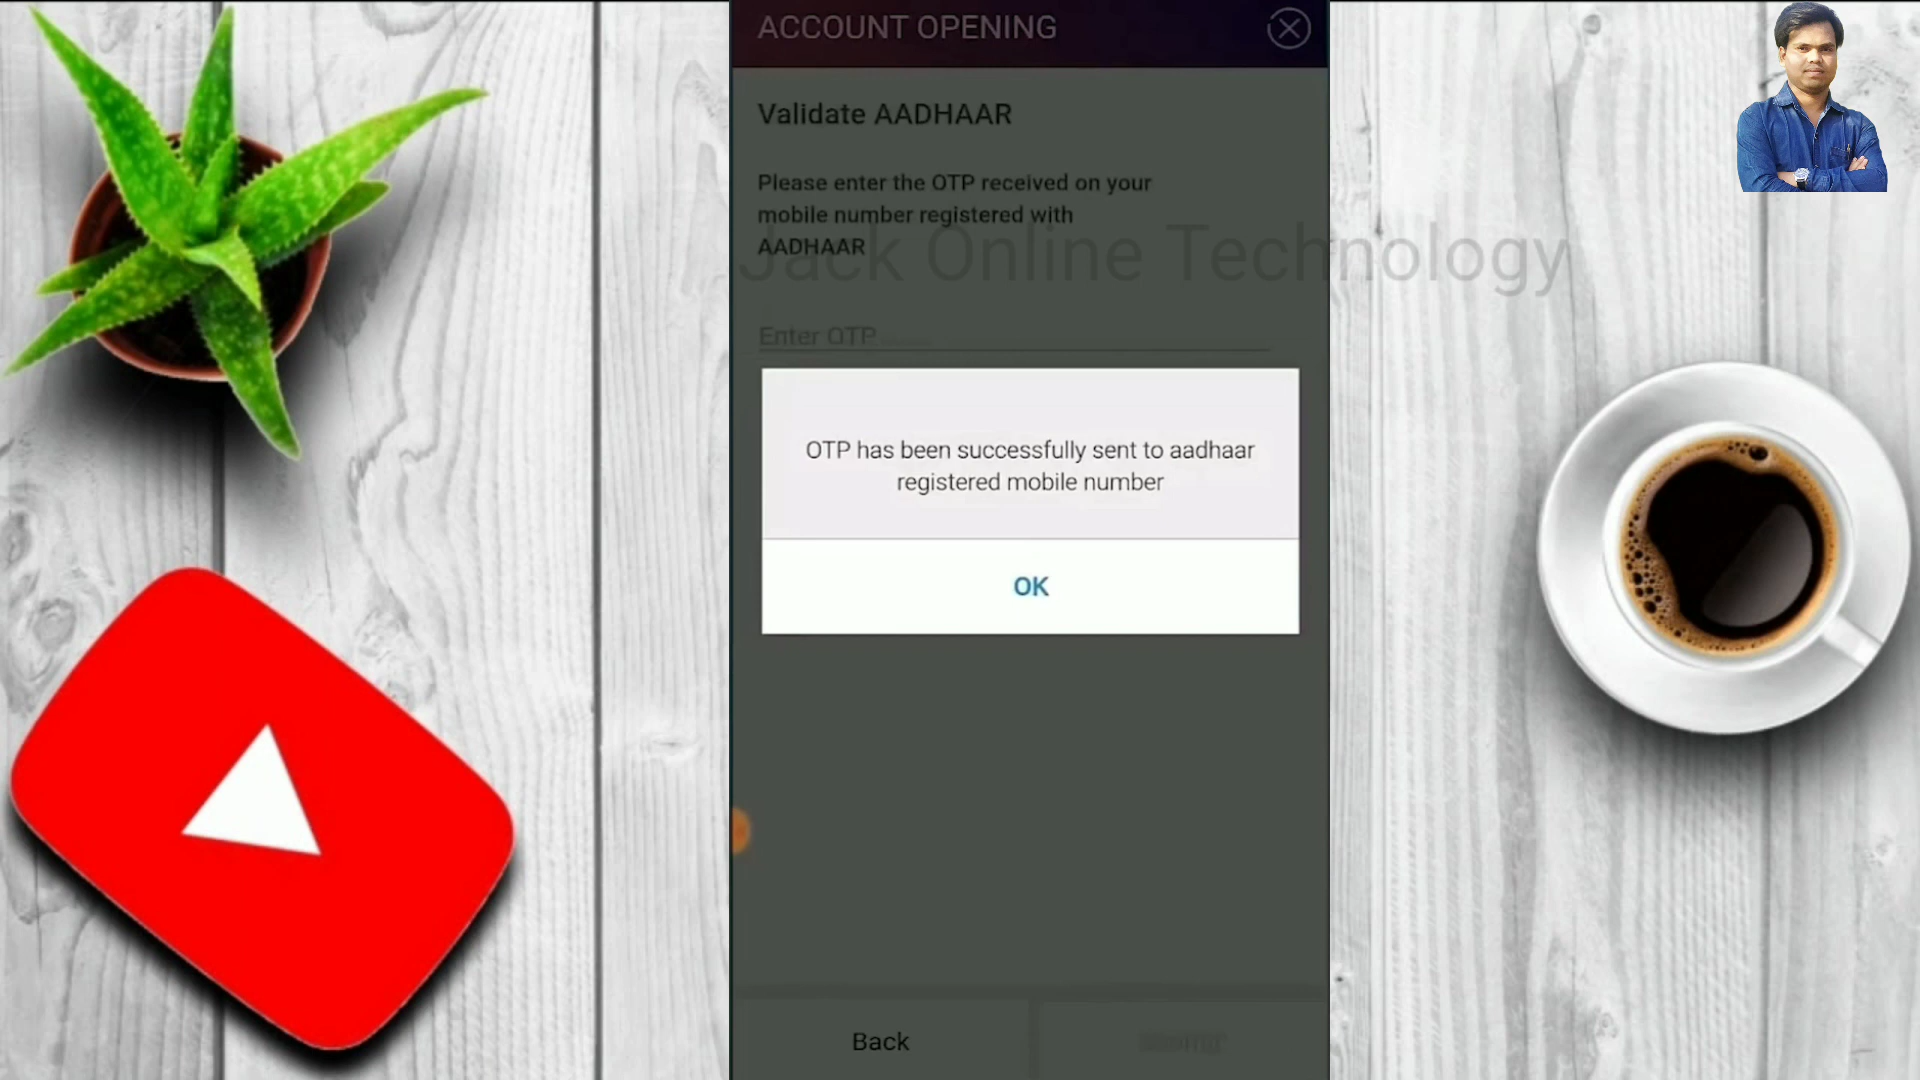 ACCOUNT OPENING
Validate AADHAAR
Please enter the OTP received on your
mobile number registered with
AADHAAR
Jack Online Technology
Enter OTP
OTP has been successfully sent to aadhaar
registered mobile number
OK
Back